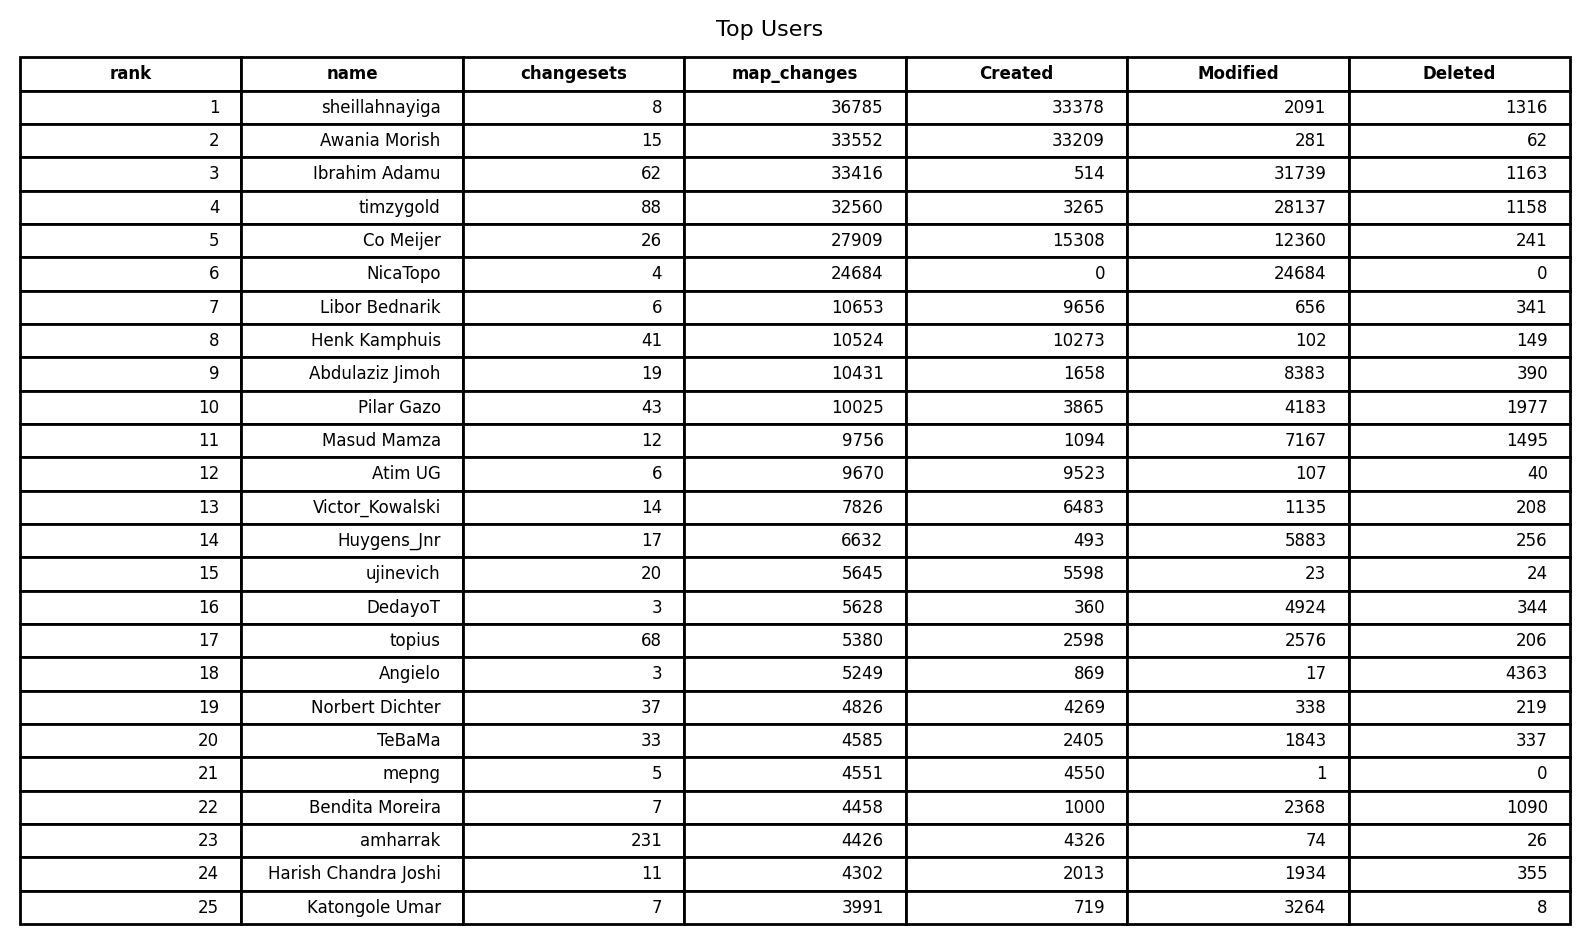 Top Users
rank name changesets map_changes Created Modified Deleted
1 sheillahnayiga 8 36785 33378 2091 1316
2 Awania Morish 15 33552 33209 281 62
3 Ibrahim Adamu 62 33416 514 31739 1163
4 timzygold 88 32560 3265 28137 1158
5 Co Meijer 26 27909 15308 12360 241
6 NicaTopo 4 24684 0 24684 0
7 Libor Bednarik 6 10653 9656 656 341
8 Henk Kamphuis 41 10524 10273 102 149
9 Abdulaziz Jimoh 19 10431 1658 8383 390
10 Pilar Gazo 43 10025 3865 4183 1977
11 Masud Mamza 12 9756 1094 7167 1495
12 Atim UG 6 9670 9523 107 40
13 Victor_Kowalski 14 7826 6483 1135 208
14 Huygens_Jnr 17 6632 493 5883 256
15 ujinevich 20 5645 5598 23 24
16 DedayoT 3 5628 360 4924 344
17 topius 68 5380 2598 2576 206
18 Angielo 3 5249 869 17 4363
19 Norbert Dichter 37 4826 4269 338 219
20 TeBaMa 33 4585 2405 1843 337
21 mepng 5 4551 4550 1 0
22 Bendita Moreira 7 4458 1000 2368 1090
23 amharrak 231 4426 4326 74 26
24 Harish Chandra Joshi 11 4302 2013 1934 355
25 Katongole Umar 7 3991 719 3264 8